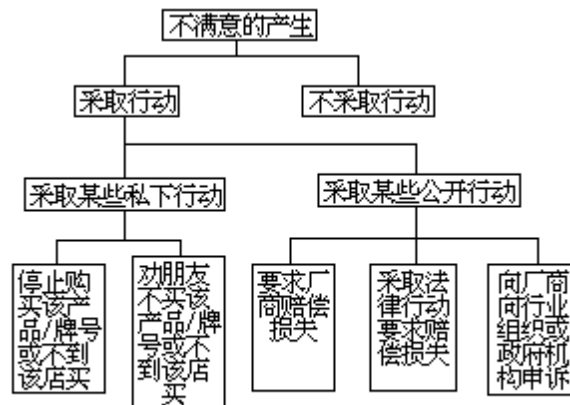 不满意的产生
采取行动
不采取行动
采取某些私下行动
采取某些公开行动
停止购
买该产
品/牌号
或不到
该店买
劝朋友
不买该
产品/牌
号或不
到该店
买
要求厂
商赔偿
损失
采取法
律行动
要求赔
偿损失
向厂商
向行业
组织或
政府机
构申诉